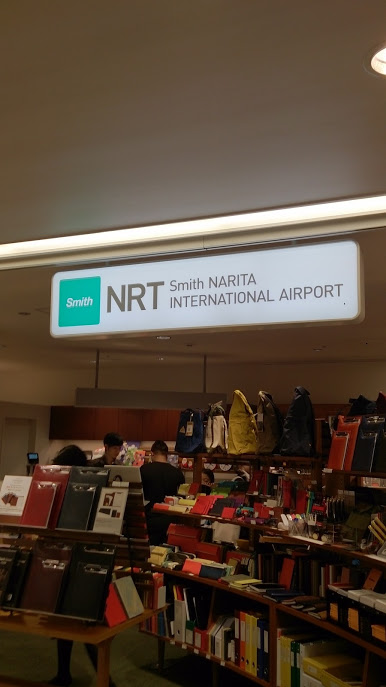 Smith
NRT
Smith NARITA
INTERNATIONAL AIRPORT